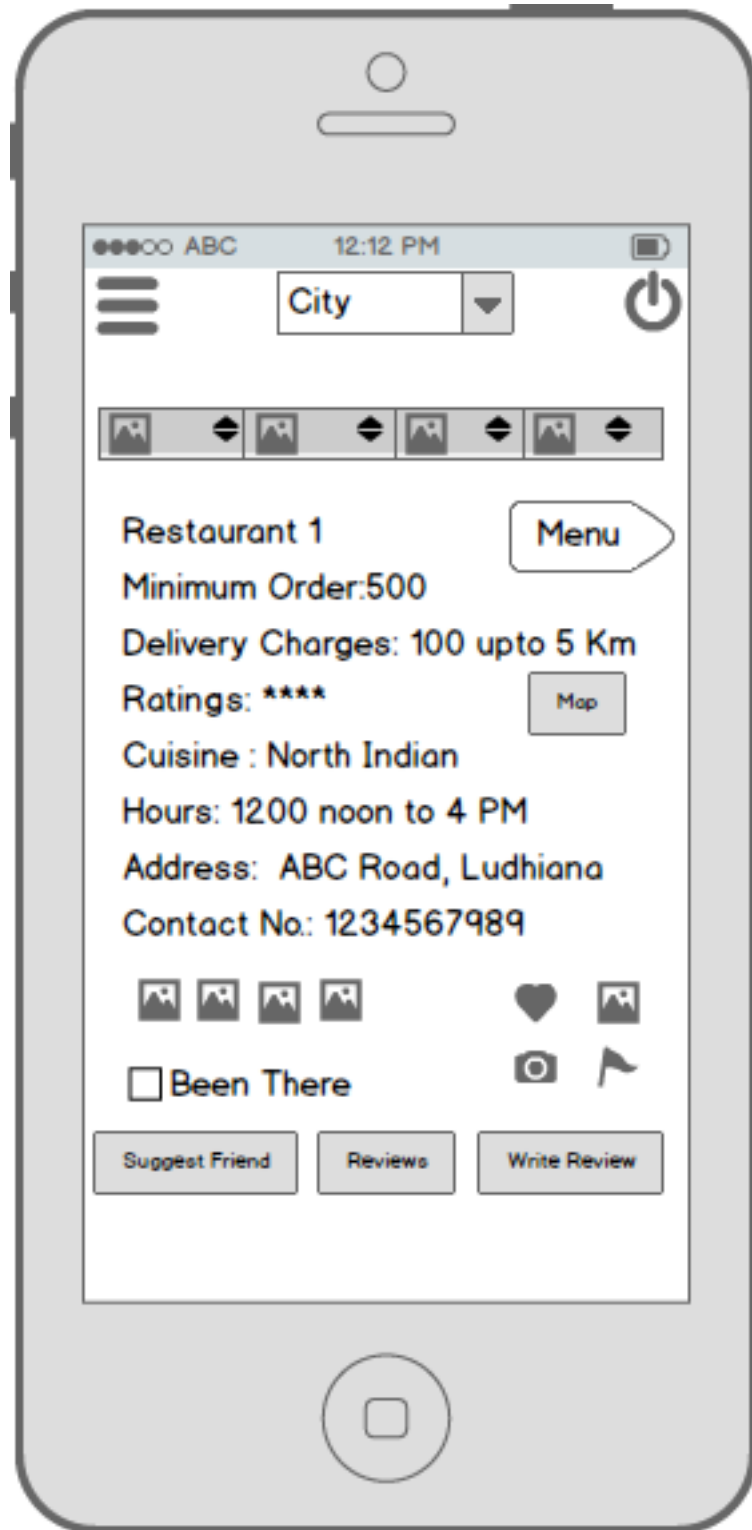 ABC 12:12 PM
City
Restaurant 1
Menu
Minimum Order:500
Delivery Charges: 100 upto 5 Km
Ratings: ****
Map
Cuisine : North Indian
Hours: 1200 noon to 4 PM
Address: ABC Road, Ludhiana
Contact No.: 1234567989
Been There
Suggest Friend Reviews Write Review